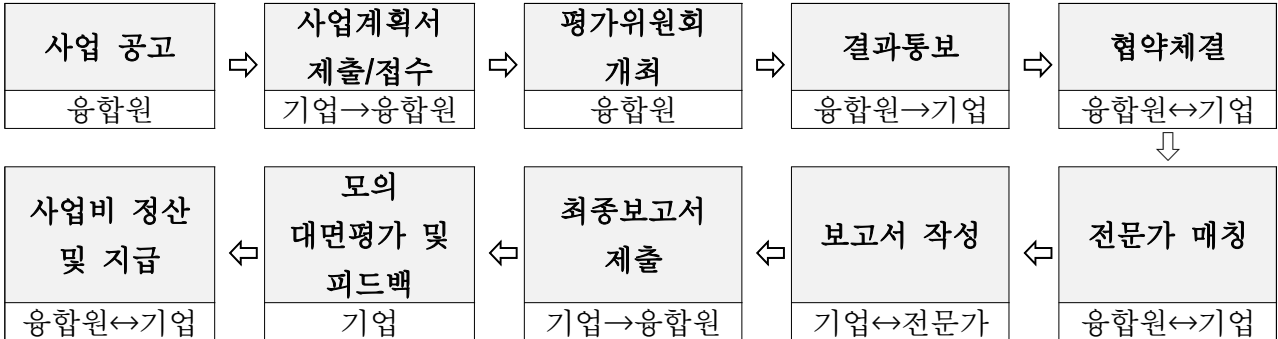 사업 공고
융합원
사업계획서
제출/접수
기업→융합원
평가위원회
개최
융합원
결과통보
융합원→기업
협약체결
융합원↔기업
전문가 매칭
융합원↔기업
보고서 작성
기업↔전문가
최종보고서
제출
기업→융합원
모의
대면평가 및
피드백
기업
사업비 정산
및 지급
융합원↔기업